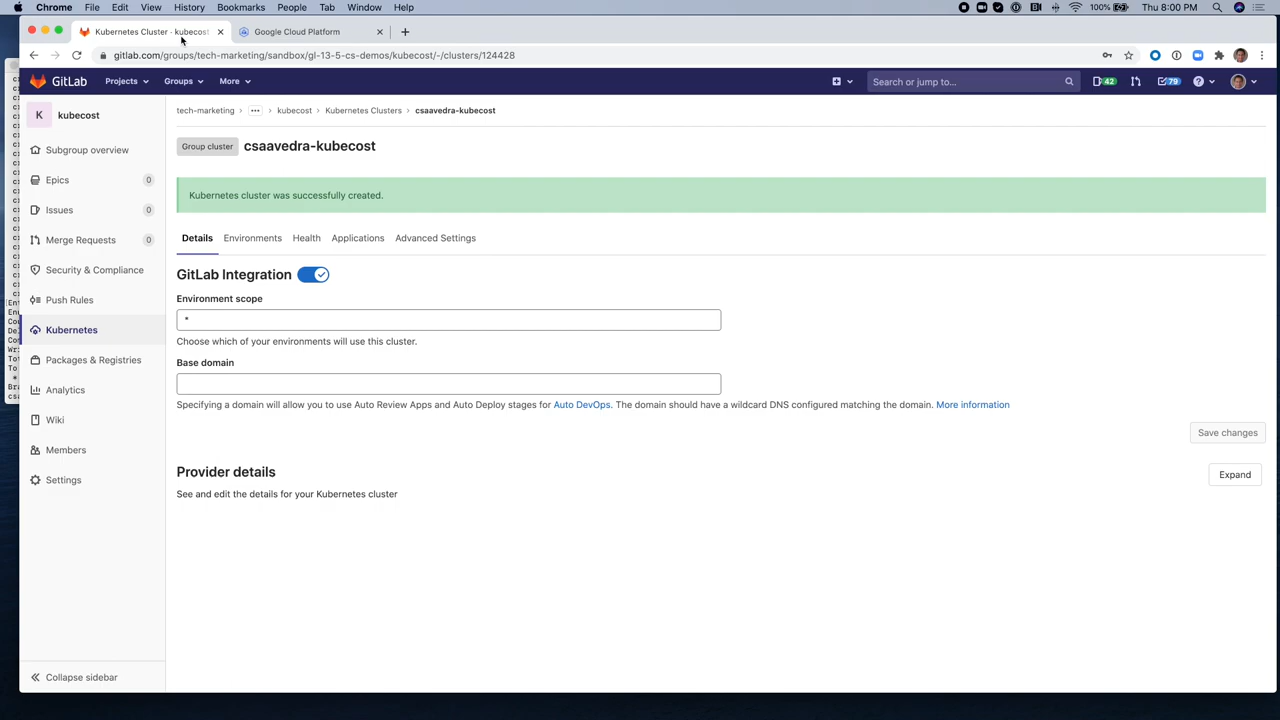 Chrome File Edit View History Bookmarks People Tab Window Help 100% Thu 8:00 PM
Kubernetes Cluster · kubecost Google Cloud Platform
gitlab.com/groups/tech-marketing/sandbox/gl-13-5-cs-demos/kubecost/-/clusters/124428
GitLab Projects Groups More Search or jump to... 42 79
K kubecost
Subgroup overview
Epics 0
Issues 0
Merge Requests 0
Security & Compliance
Push Rules
Kubernetes
Packages & Registries
Analytics
Wiki
Members
Settings
Collapse sidebar
tech-marketing > ••• > kubecost > Kubernetes Clusters > csaavedra-kubecost
Group cluster csaavedra-kubecost
Kubernetes cluster was successfully created.
Details Environments Health Applications Advanced Settings
GitLab Integration
Environment scope
*
Choose which of your environments will use this cluster.
Base domain
Specifying a domain will allow you to use Auto Review Apps and Auto Deploy stages for Auto DevOps. The domain should have a wildcard DNS configured matching the domain. More information
Save changes
Provider details
Expand
See and edit the details for your Kubernetes cluster